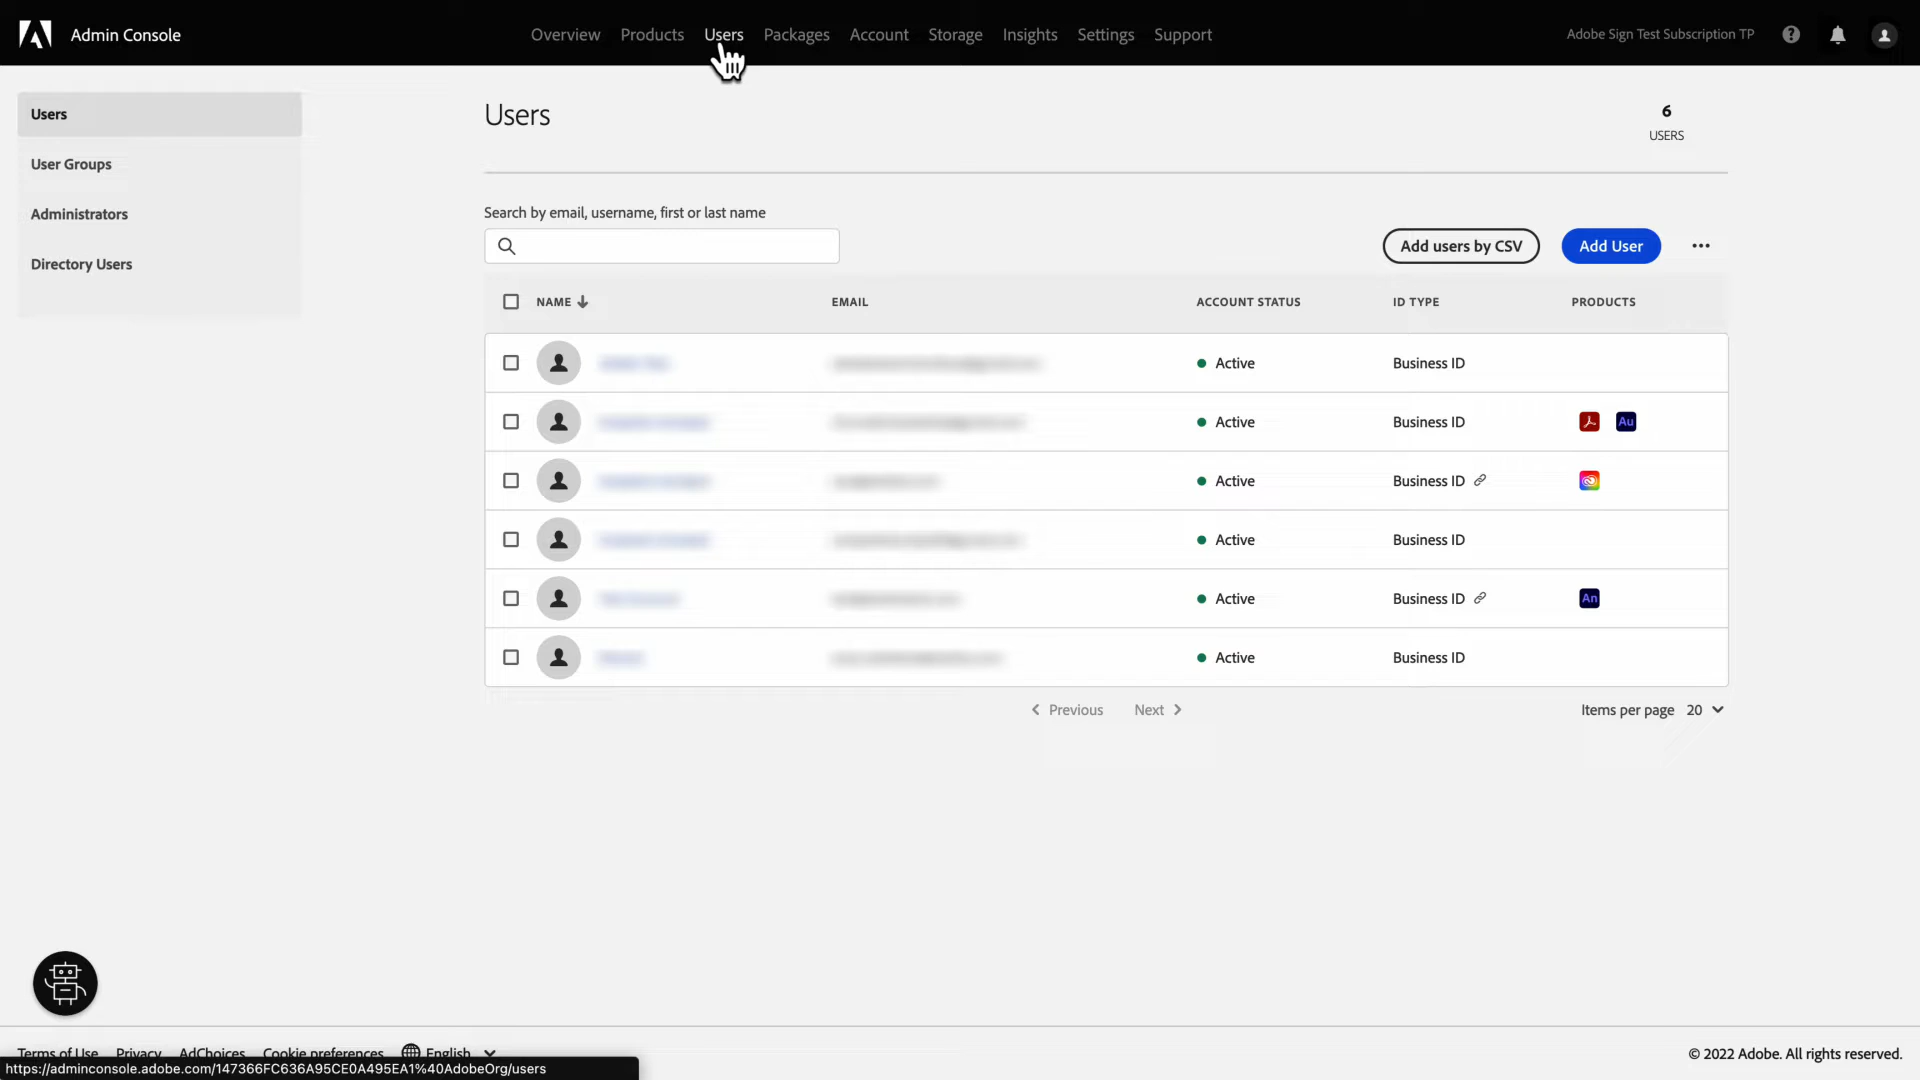 Admin Console
Overview Products Users Packages Account Storage Insights Settings Support
Adobe Sign Test Subscription TP
Users
User Groups
Administrators
Directory Users
Users
6
USERS
Search by email, username, first or last name
Add users by CSV
Add User
NAME EMAIL ACCOUNT STATUS ID TYPE PRODUCTS
Active Business ID
Active Business ID Au
Active Business ID
Active Business ID
Active Business ID An
Active Business ID
Previous Next
Items per page 20
Terms of Use Privacy AdChoices Cookie preferences English
© 2022 Adobe. All rights reserved.
https://adminconsole.adobe.com/147366FC636A95CE0A495EA1%40AdobeOrg/users